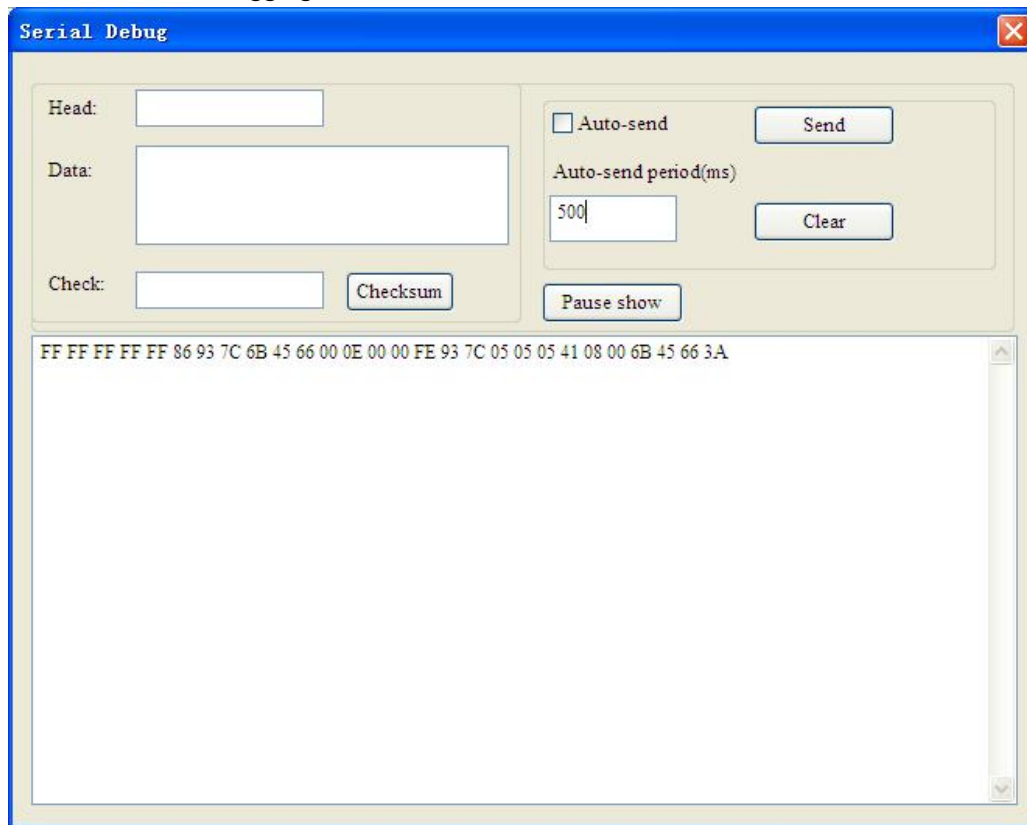 Serial Debug
Head:
Data:
Check:
Checksum
Auto-send
Send
Auto-send period(ms)
500
Clear
Pause show
FF FF FF FF FF 86 93 7C 6B 45 66 00 0E 00 00 FE 93 7C 05 05 05 41 08 00 6B 45 66 3A